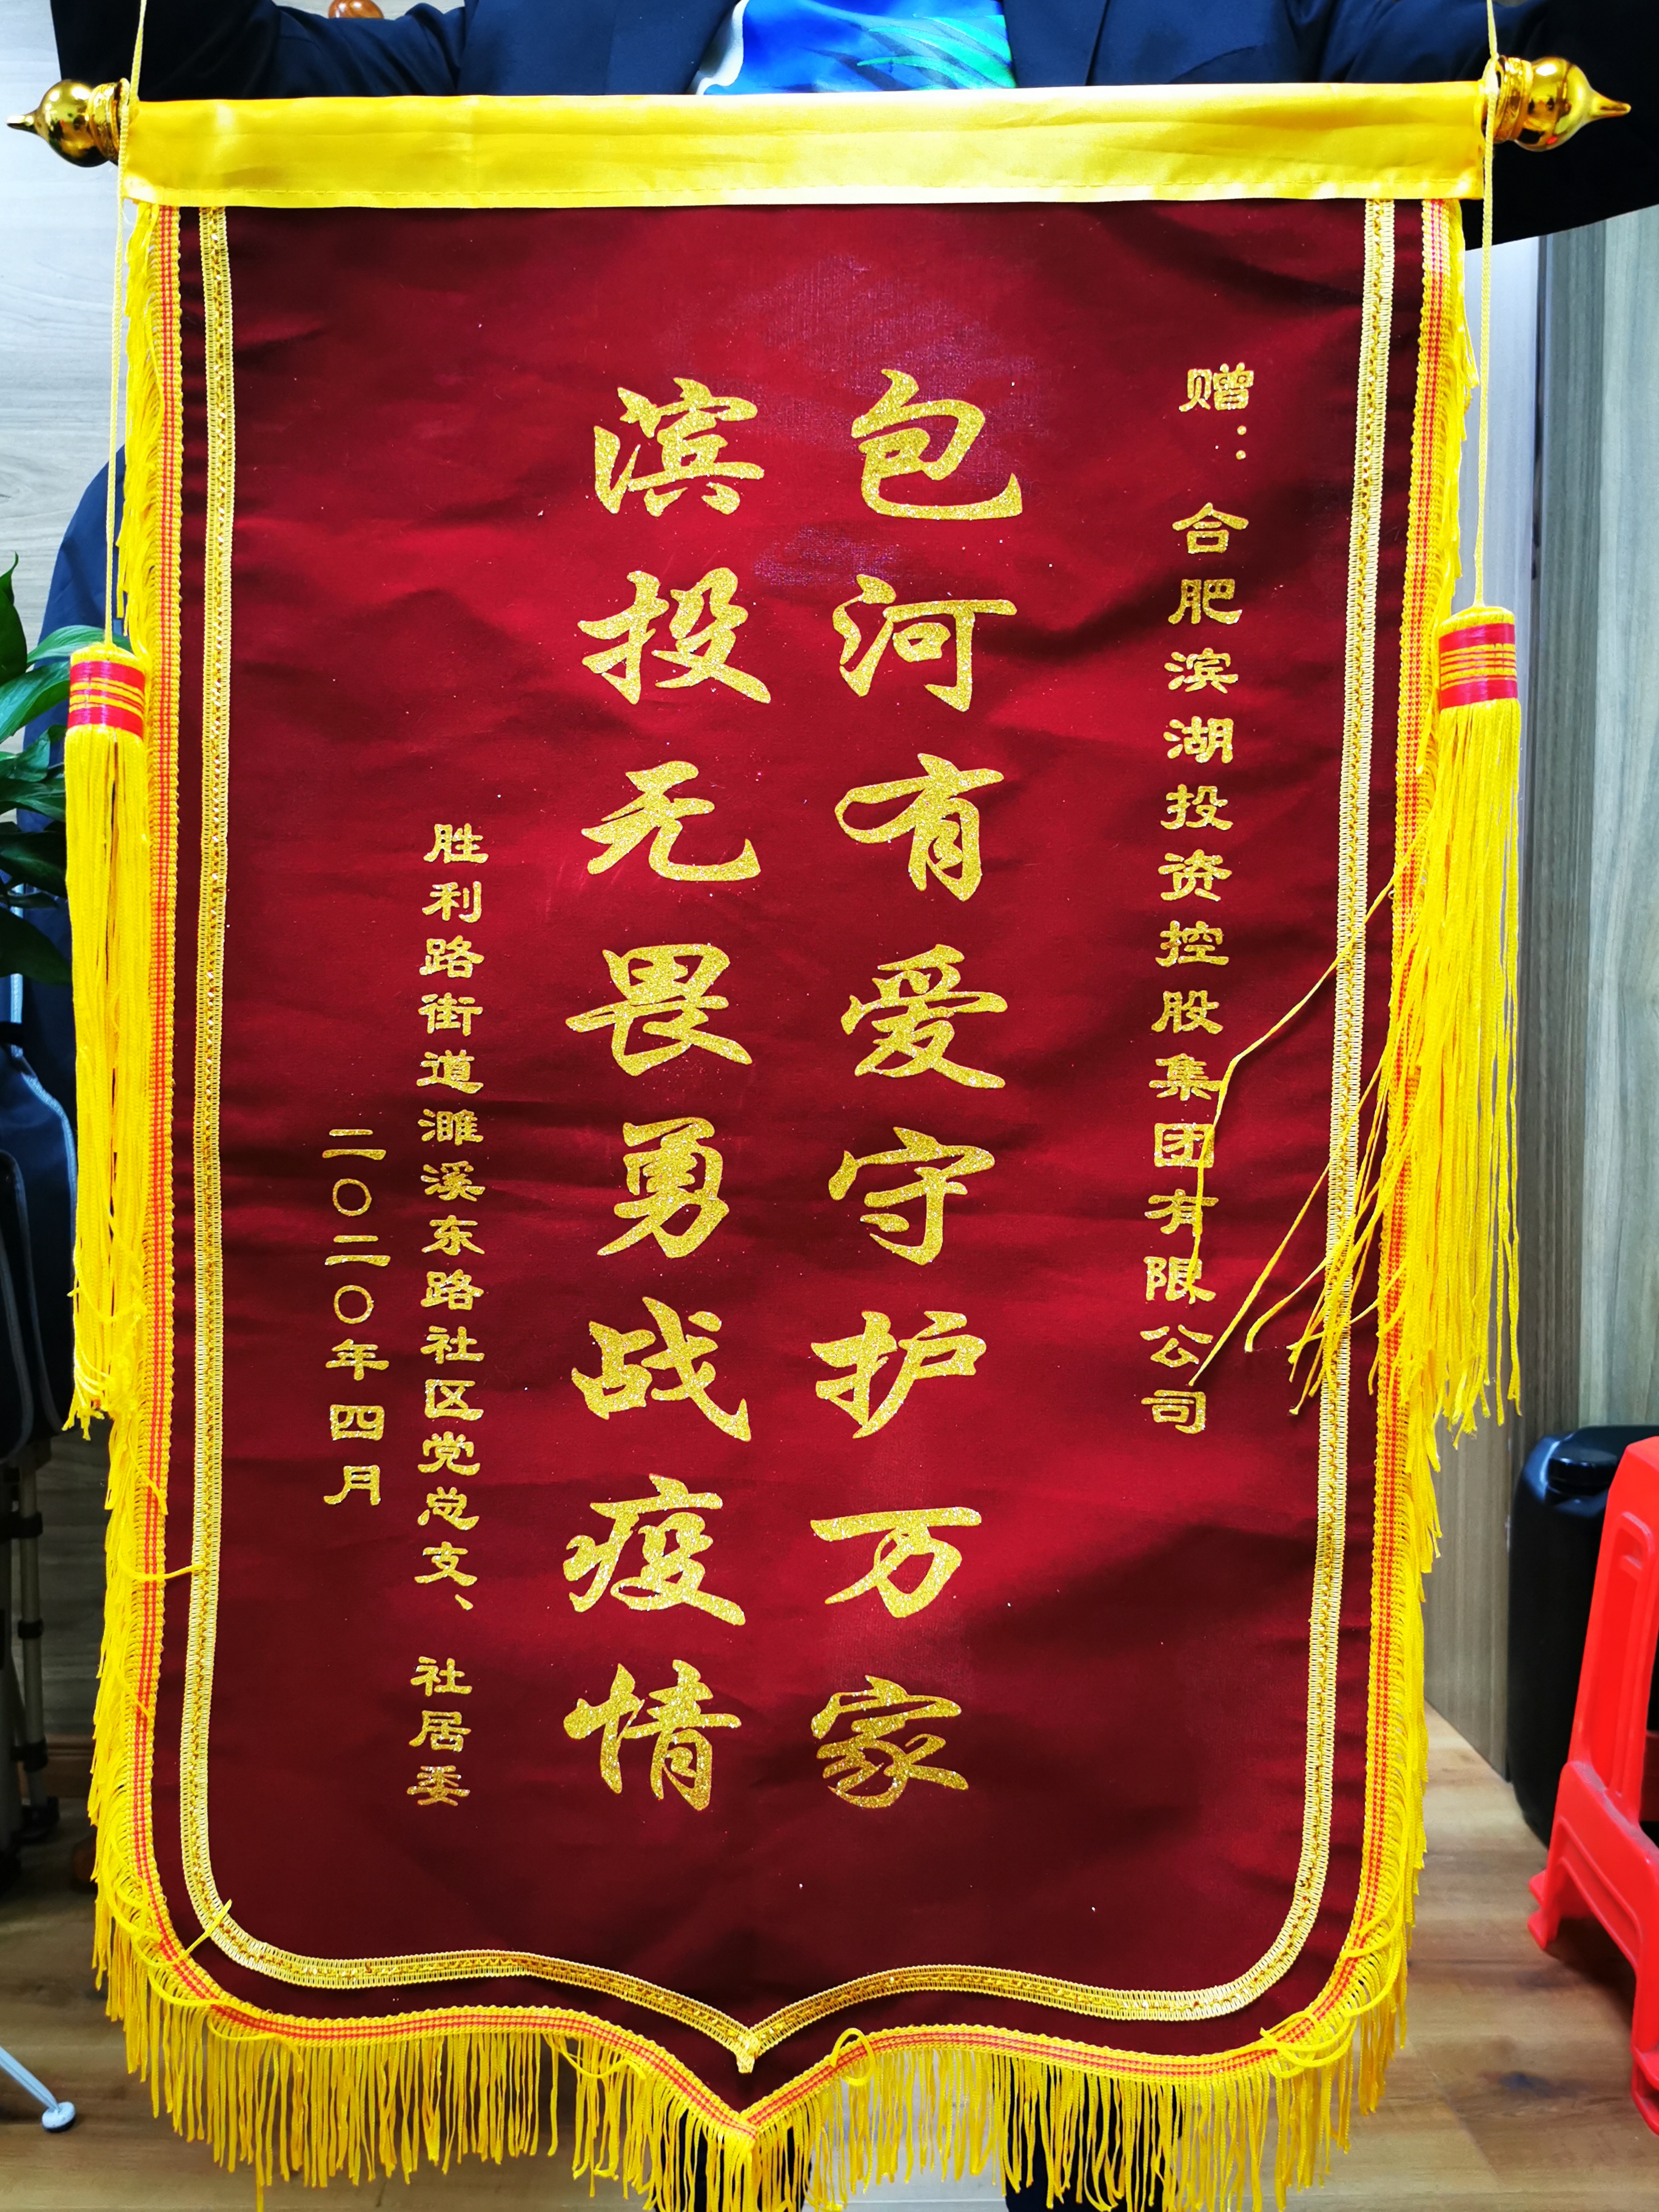 赠：合肥滨湖投资控股集团有限公司
包河有爱守护万家
滨投无畏勇战疫情
胜利路街道濉溪东路社区党总支、社居委
二〇二〇年四月